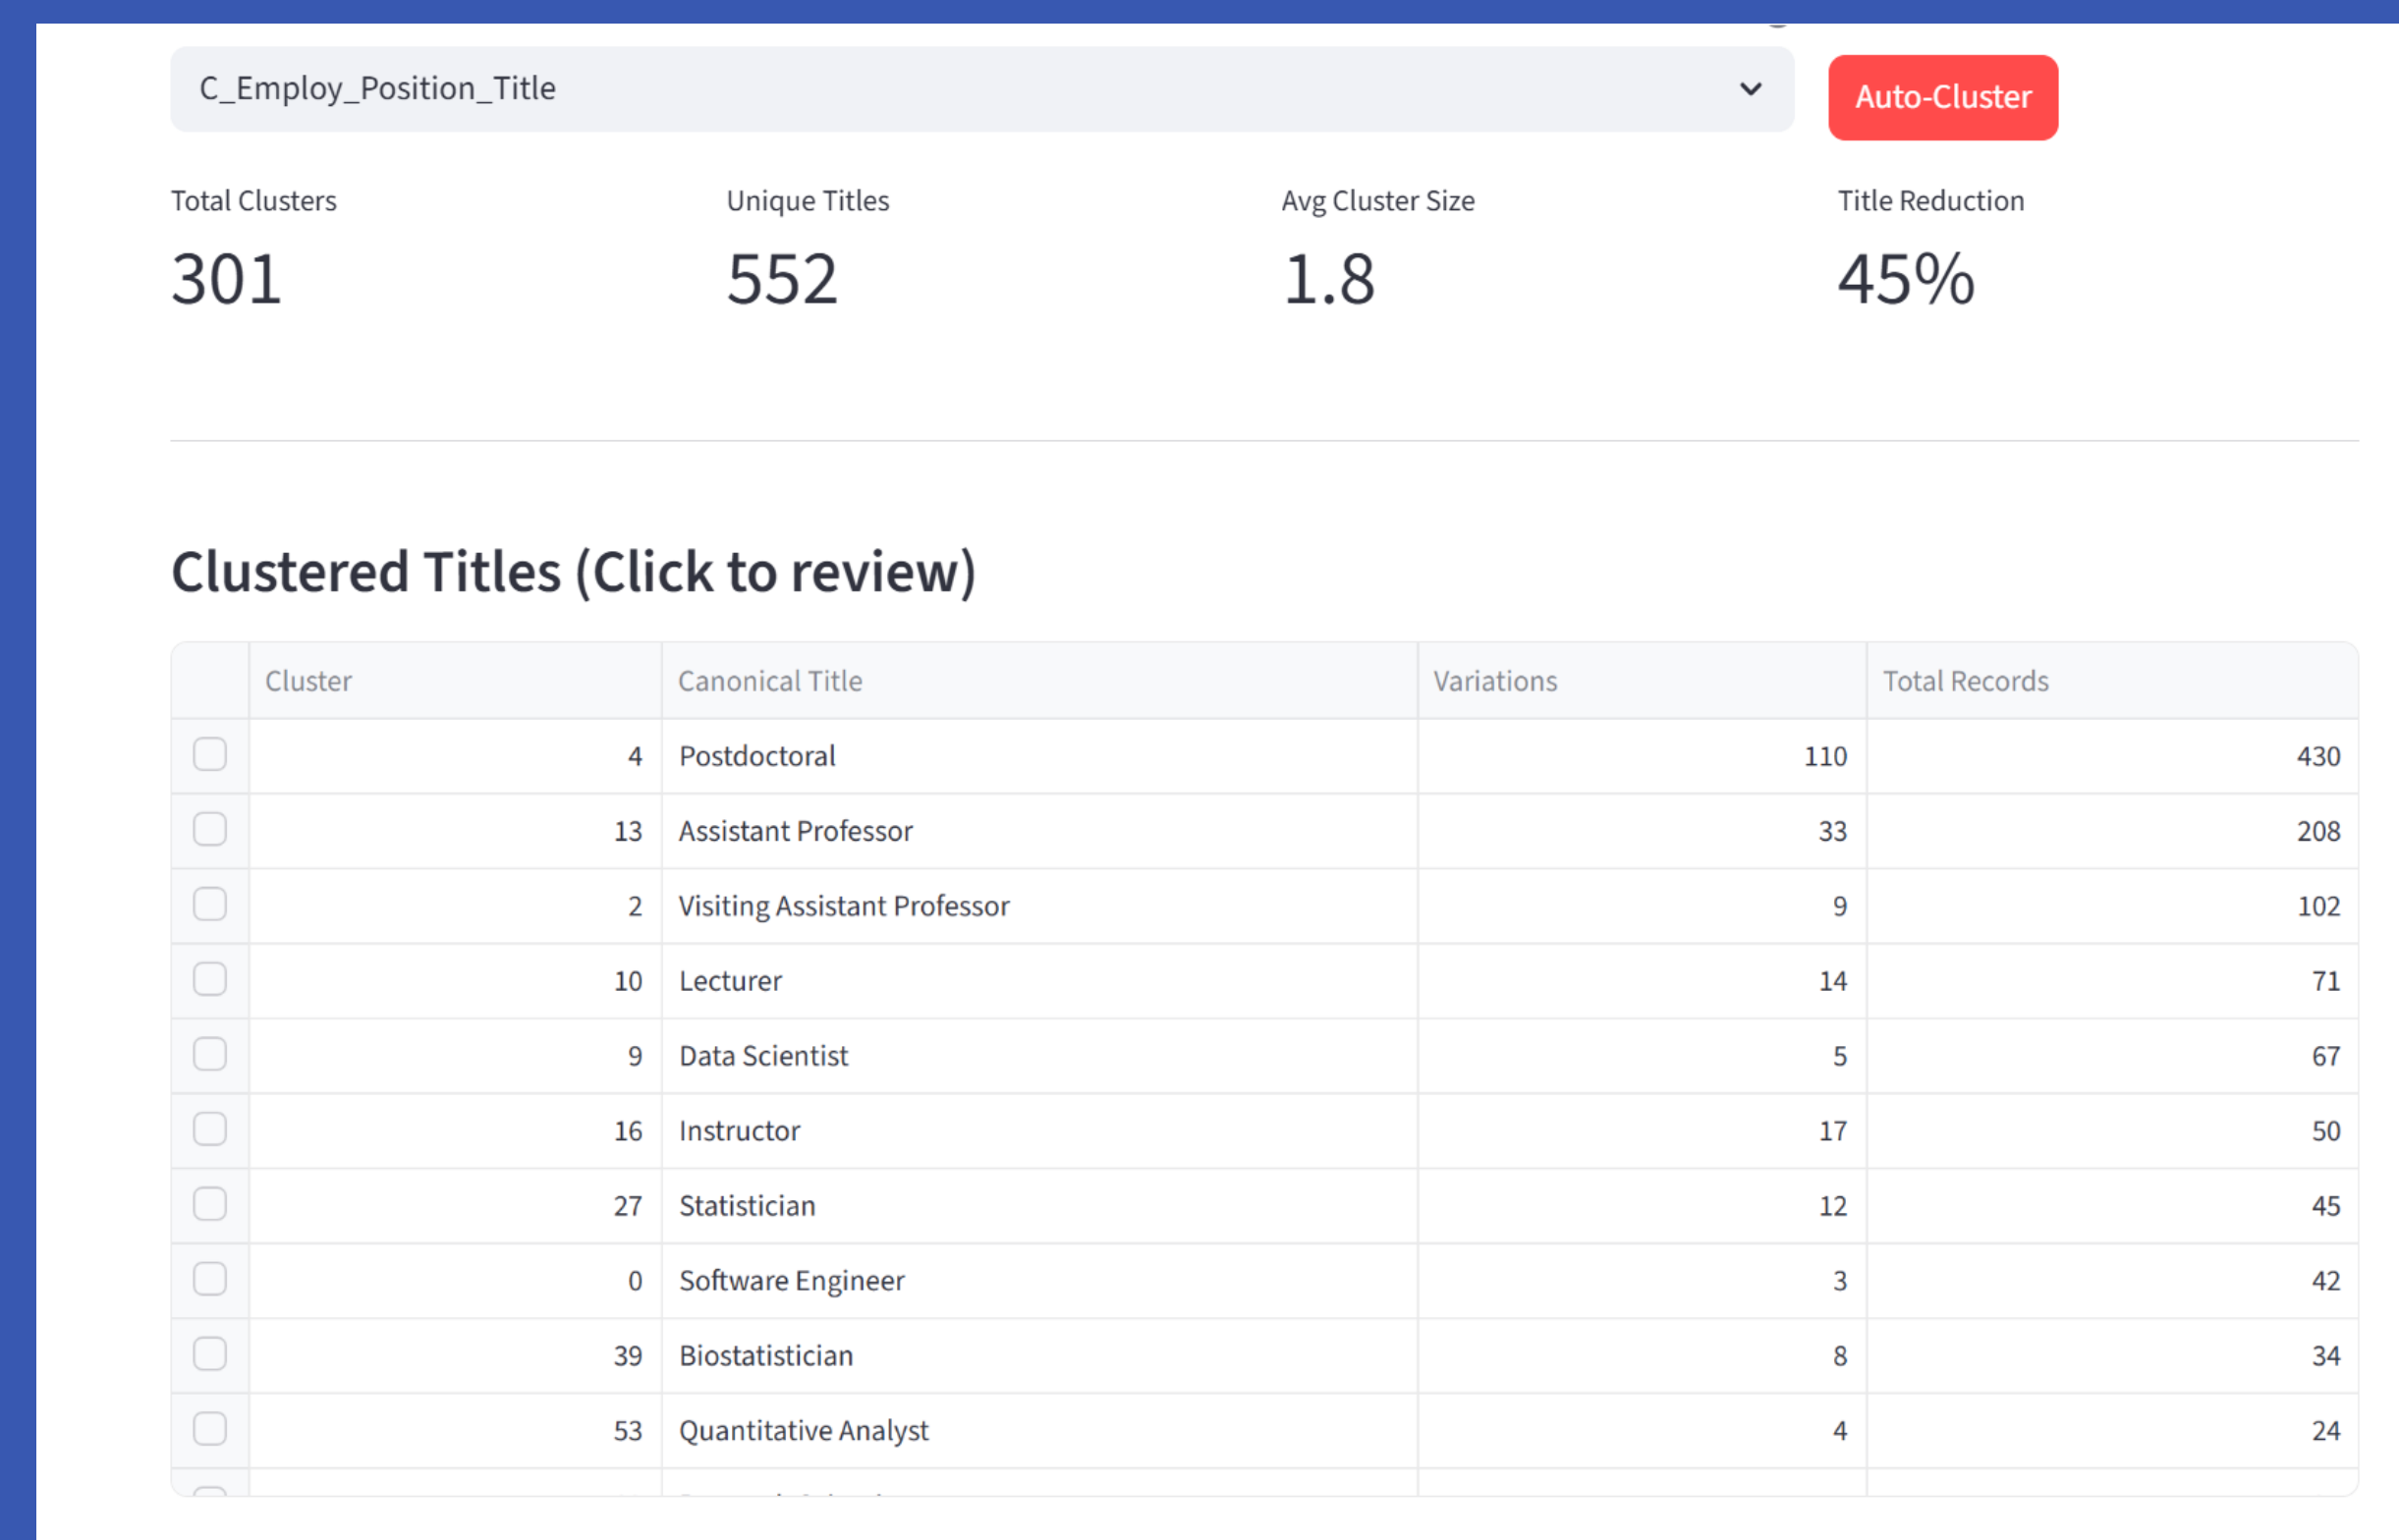 C_Employ_Position_Title
Auto-Cluster
Total Clusters Unique Titles Avg Cluster Size Title Reduction
301 552 1.8 45%
Clustered Titles (Click to review)
Cluster Canonical Title Variations Total Records
4 Postdoctoral 110 430
13 Assistant Professor 33 208
2 Visiting Assistant Professor 9 102
10 Lecturer 14 71
9 Data Scientist 5 67
16 Instructor 17 50
27 Statistician 12 45
0 Software Engineer 3 42
39 Biostatistician 8 34
53 Quantitative Analyst 4 24